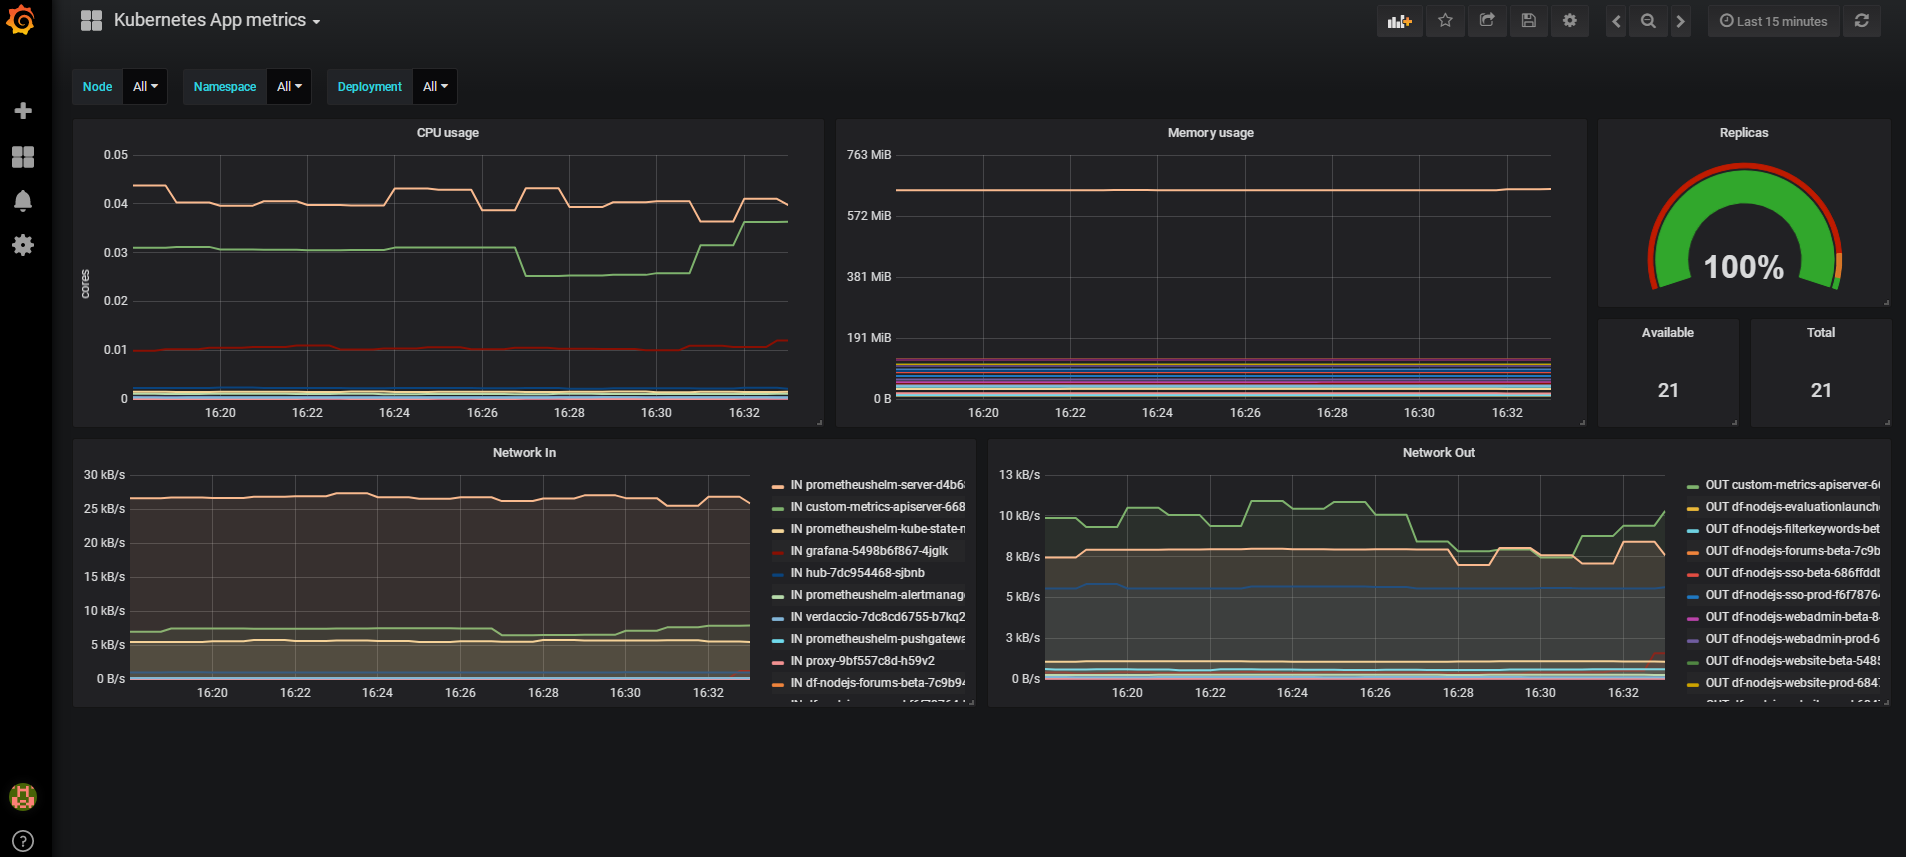 Kubernetes App metrics
Last 15 minutes
Node All Namespace All Deployment All
CPU usage
0.05
0.04
0.03
0.02
0.01
0
cores
16:20 16:22 16:24 16:26 16:28 16:30 16:32
Memory usage
763 MiB
572 MiB
381 MiB
191 MiB
0 B
16:20 16:22 16:24 16:26 16:28 16:30 16:32
Replicas
100%
Available
21
Total
21
Network In
30 kB/s
25 kB/s
20 kB/s
15 kB/s
10 kB/s
5 kB/s
0 B/s
16:20 16:22 16:24 16:26 16:28 16:30 16:32
IN prometheushelm-server-d4b6
IN custom-metrics-apiserver-668
IN prometheushelm-kube-state-
IN grafana-5498b6f867-4jglk
IN hub-7dc954468-sjbnb
IN prometheushelm-alertmanag
IN verdaccio-7dc8cd6755-b7kq2
IN prometheushelm-pushgatewa
IN proxy-9bf557c8d-h59v2
IN df-nodejs-forums-beta-7c9b94
Network Out
13 kB/s
10 kB/s
8 kB/s
5 kB/s
3 kB/s
0 B/s
16:20 16:22 16:24 16:26 16:28 16:30 16:32
OUT custom-metrics-apiserver-6
OUT df-nodejs-evaluationlaunch
OUT df-nodejs-filterkeywords-bet
OUT df-nodejs-forums-beta-7c9b
OUT df-nodejs-sso-beta-686ffddb
OUT df-nodejs-sso-prod-f6f78764
OUT df-nodejs-webadmin-beta-8
OUT df-nodejs-webadmin-prod-6
OUT df-nodejs-website-beta-5485
OUT df-nodejs-website-prod-684